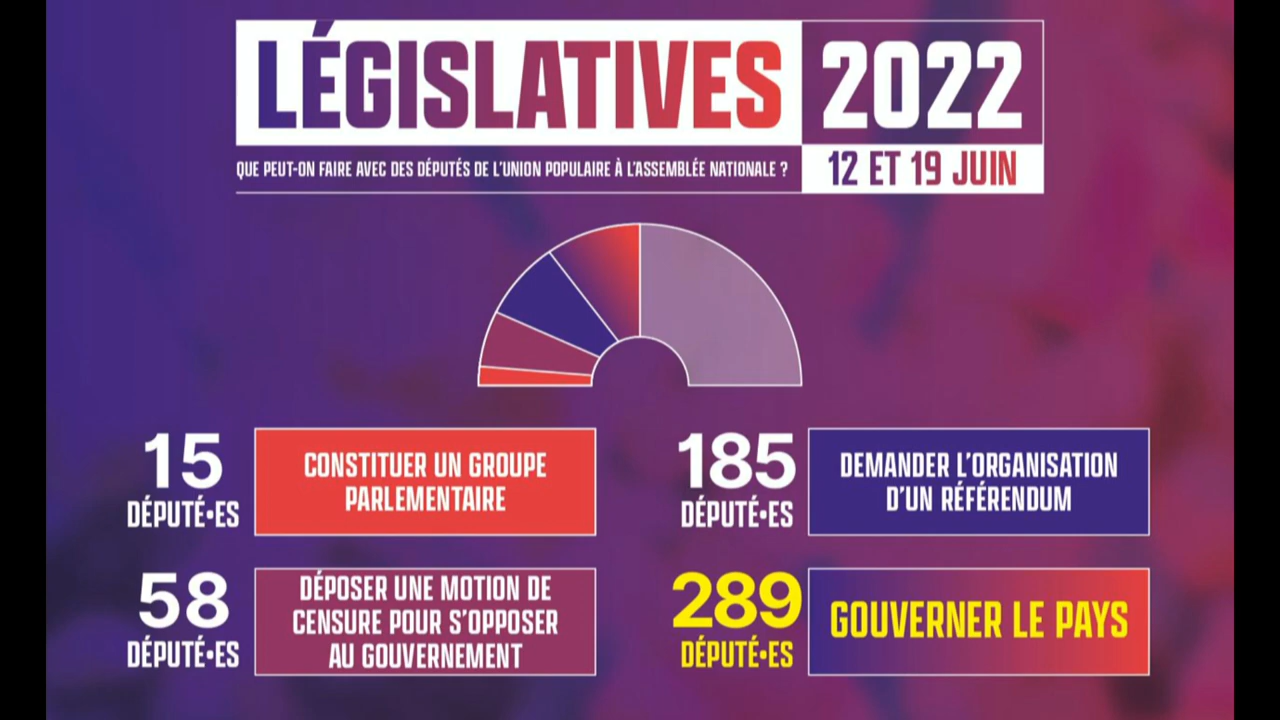 LÉGISLATIVES
2022
QUE PEUT-ON FAIRE AVEC DES DÉPUTÉS DE L'UNION POPULAIRE À L'ASSEMBLÉE NATIONALE ?
12 ET 19 JUIN
15
DÉPUTÉ•ES
CONSTITUER UN GROUPE
PARLEMENTAIRE
185
DÉPUTÉ•ES
DEMANDER L'ORGANISATION
D'UN RÉFÉRENDUM
58
DÉPUTÉ•ES
DÉPOSER UNE MOTION DE
CENSURE POUR S'OPPOSER
AU GOUVERNEMENT
289
DÉPUTÉ•ES
GOUVERNER LE PAYS